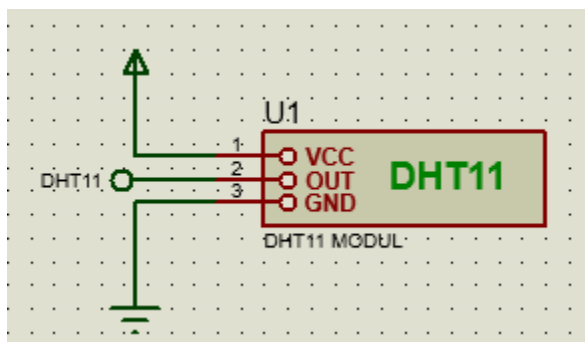 U1
1 VCC
DHT11 2 OUT DHT11
3 GND
DHT11 MODUL